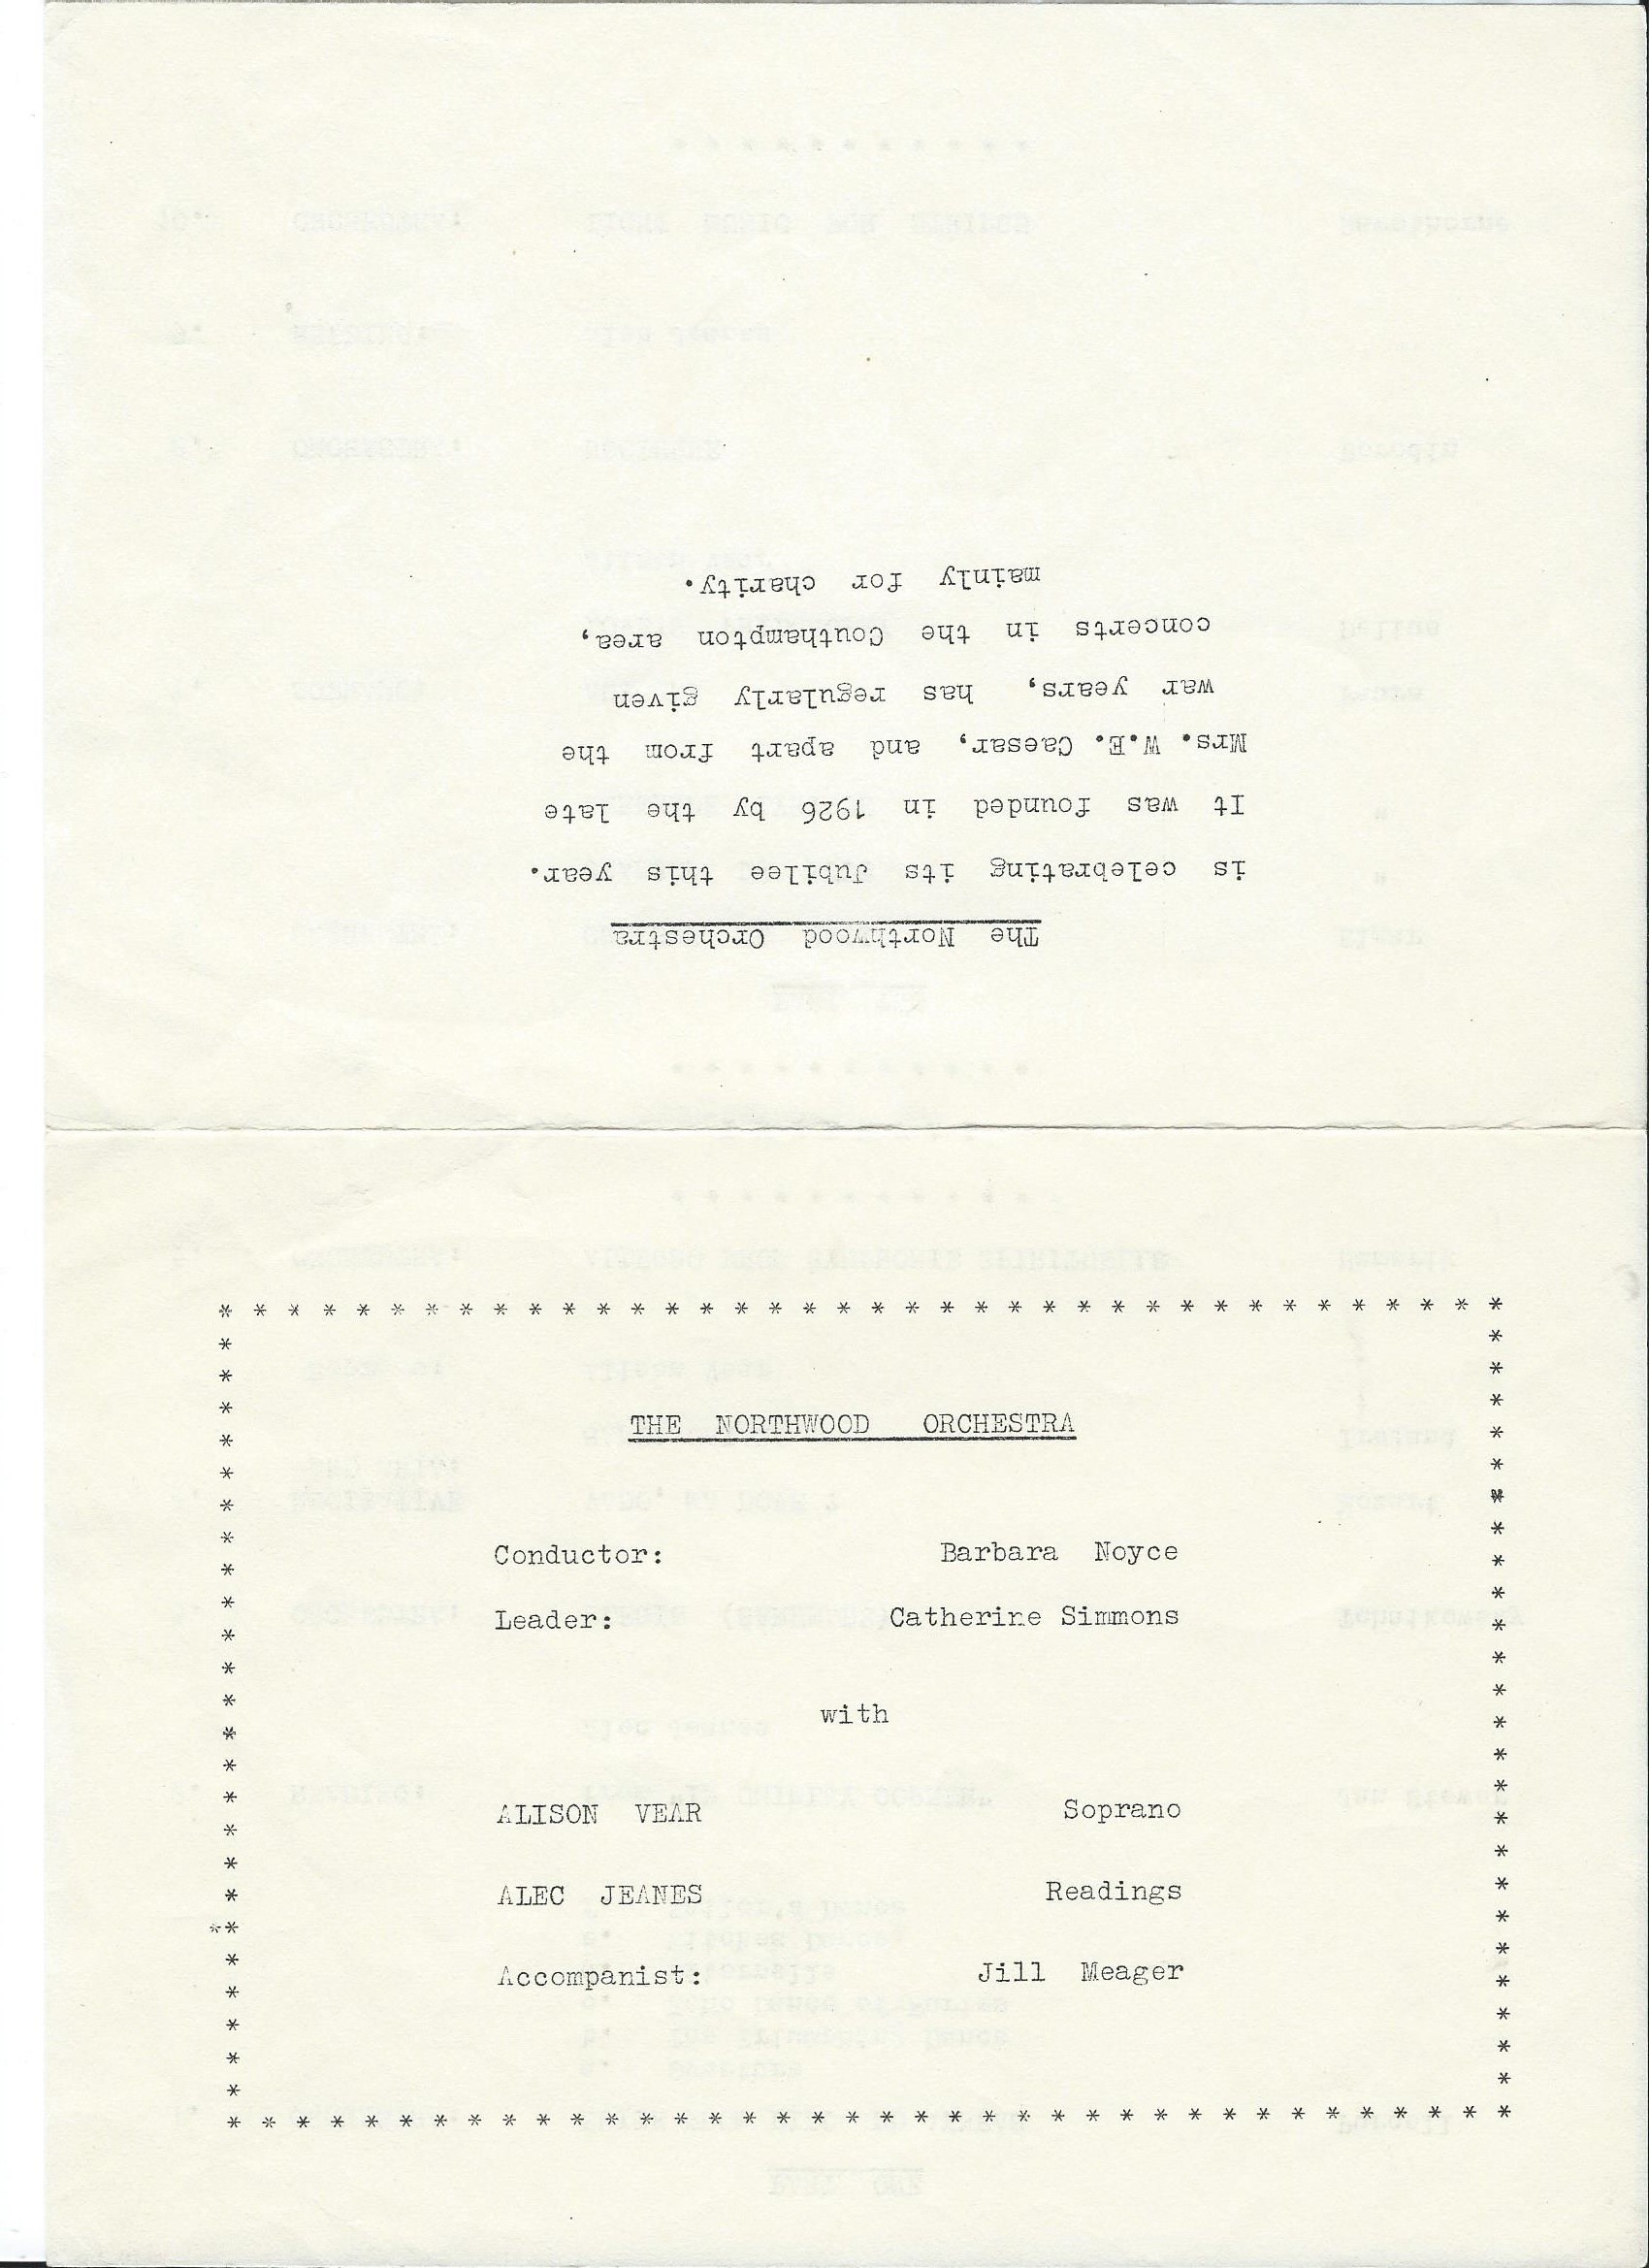 The Northwood Orchestra
is celebrating its Jubilee this year.
It was founded in 1926 by the late
Mrs. W.E. Caesar, and apart from the
war years, has regularly given
concerts in the Couthampton area,
mainly for charity.
THE NORTHWOOD ORCHESTRA
Conductor: Barbara Noyce
Leader: Catherine Simmons
with
ALISON VEAR Soprano
ALEC JEANES Readings
Accompanist: Jill Meager